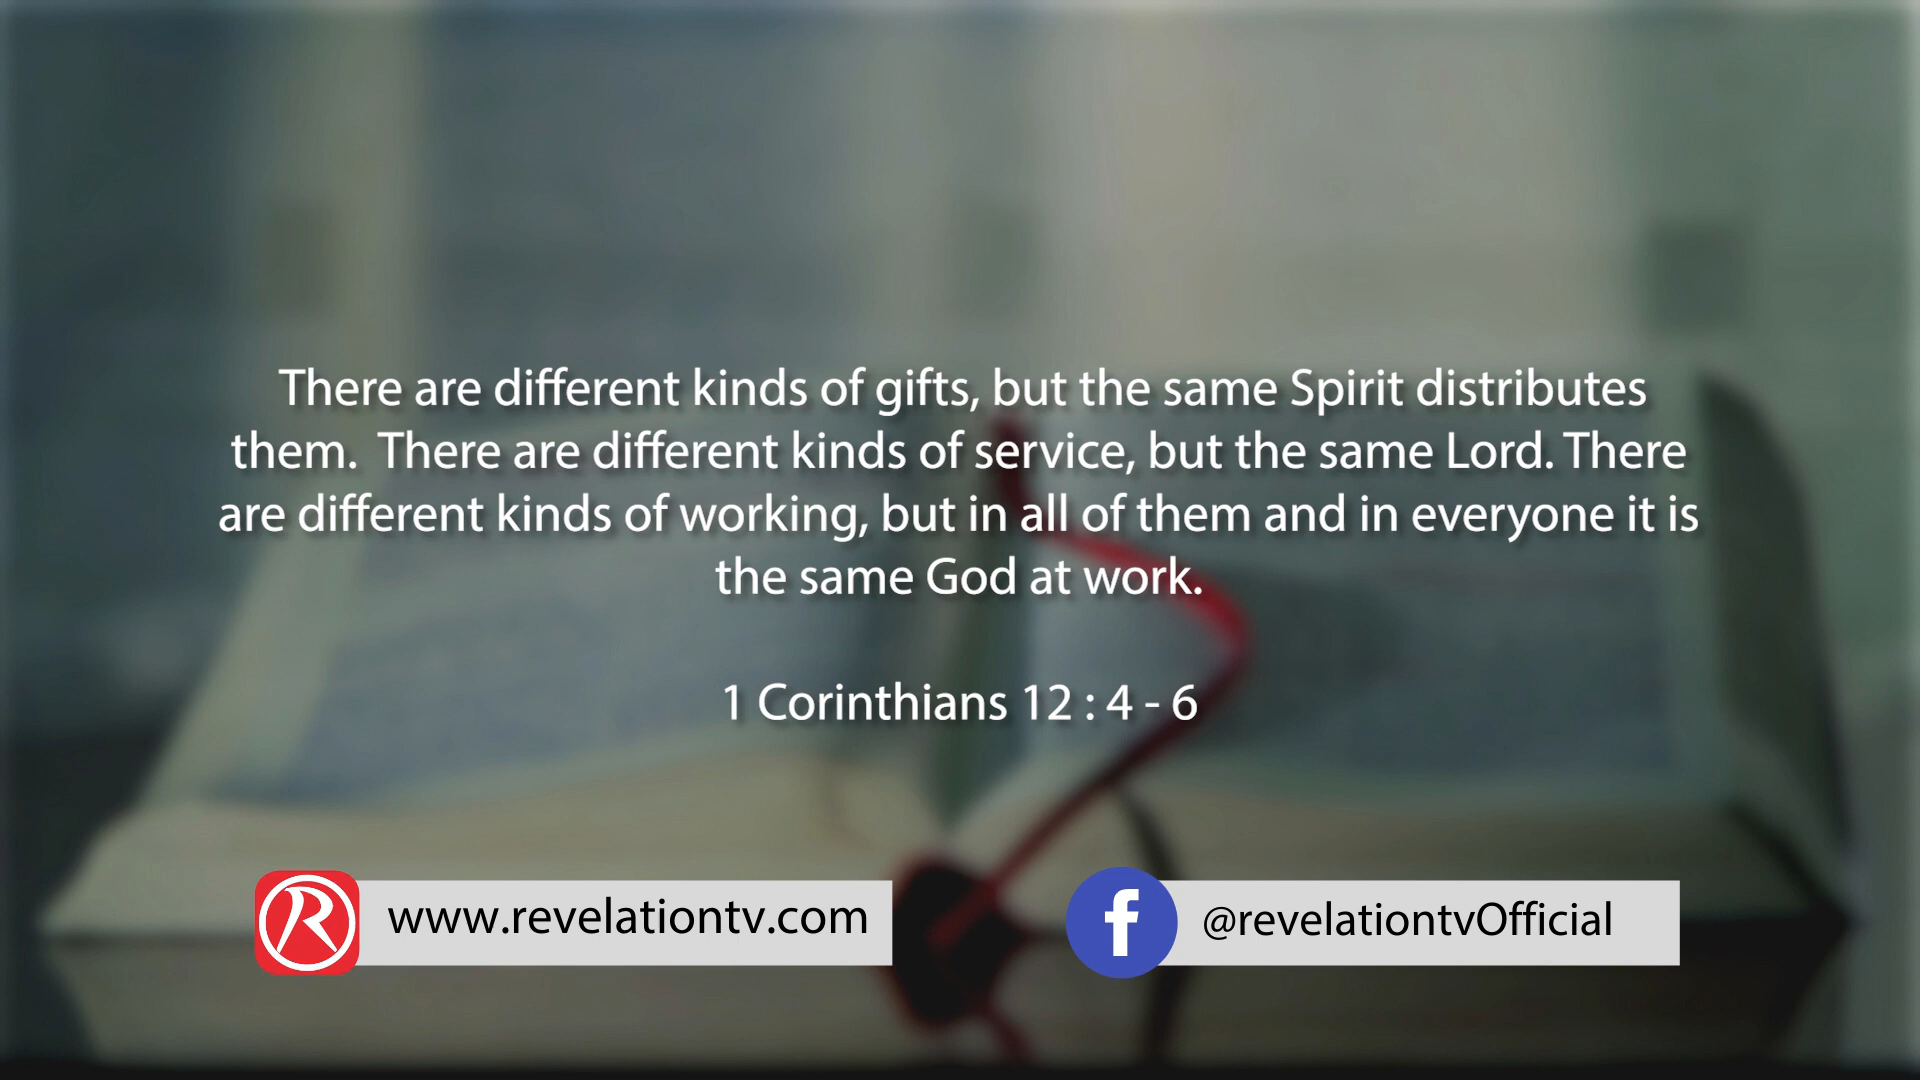 There are different kinds of gifts, but the same Spirit distributes
them.  There are different kinds of service, but the same Lord. There
are different kinds of working, but in all of them and in everyone it is
the same God at work.
1 Corinthians 12 : 4 - 6
www.revelationtv.com
@revelationtvOfficial